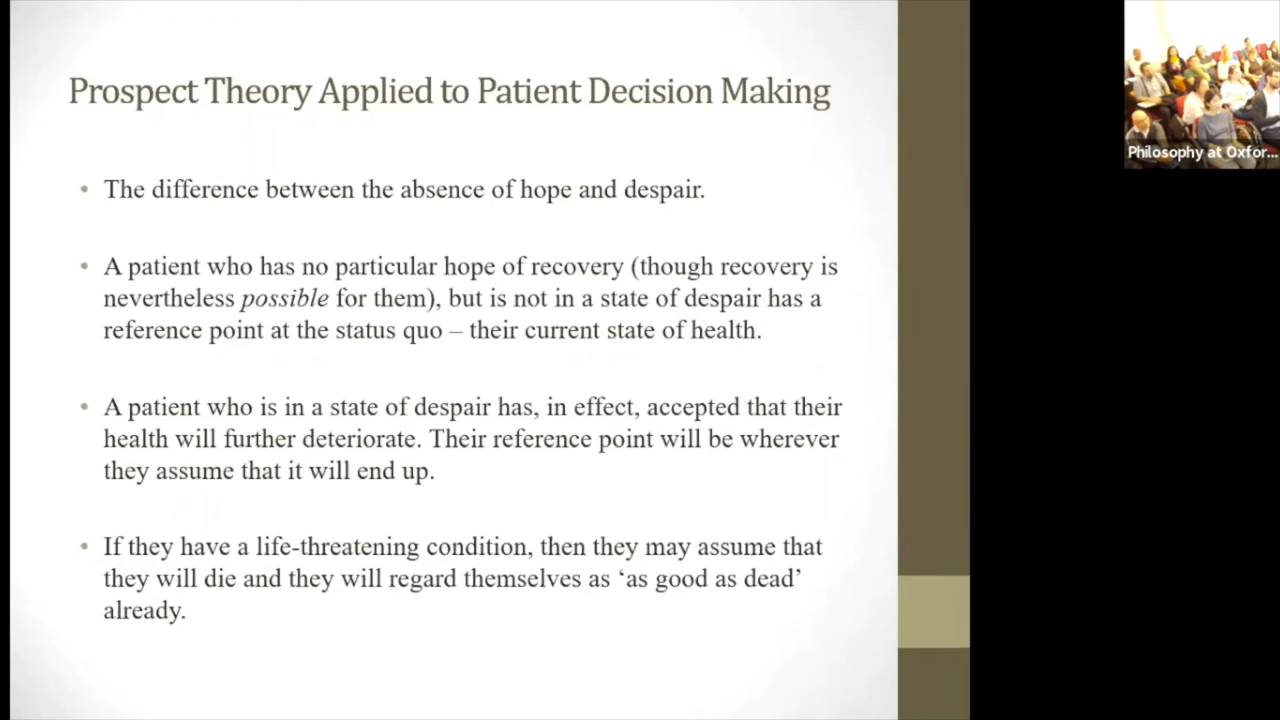 Prospect Theory Applied to Patient Decision Making
• The difference between the absence of hope and despair.
• A patient who has no particular hope of recovery (though recovery is
nevertheless possible for them), but is not in a state of despair has a
reference point at the status quo – their current state of health.
• A patient who is in a state of despair has, in effect, accepted that their
health will further deteriorate. Their reference point will be wherever
they assume that it will end up.
• If they have a life-threatening condition, then they may assume that
they will die and they will regard themselves as ‘as good as dead’
already.
Philosophy at Oxfor...